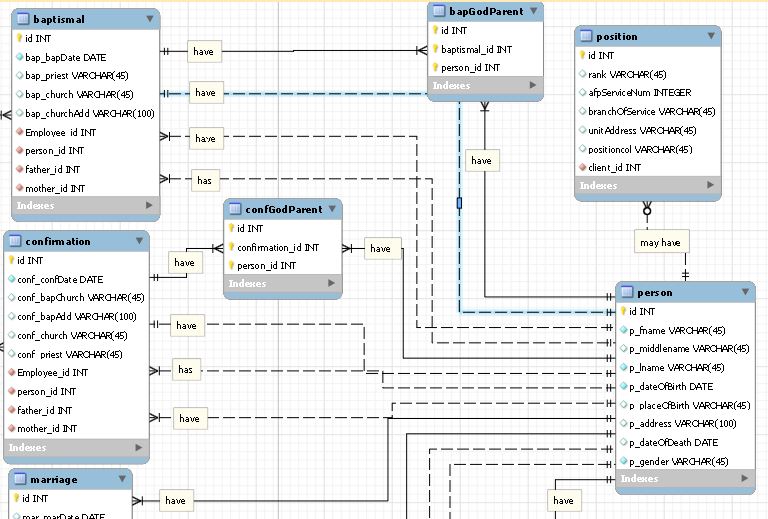 baptismal
id INT
bap_bapDate DATE
bap_priest VARCHAR(45)
bap_church VARCHAR(45)
bap_churchAdd VARCHAR(100)
Employee_id INT
person_id INT
father_id INT
mother_id INT
Indexes
have
have
have
has
bapGodParent
id INT
baptismal_id INT
person_id INT
Indexes
have
position
id INT
rank VARCHAR(45)
afpServiceNum INTEGER
branchOfService VARCHAR(45)
unitAddress VARCHAR(45)
positioncol VARCHAR(45)
client_id INT
Indexes
may have
confGodParent
id INT
confirmation_id INT
person_id INT
Indexes
have
have
confirmation
id INT
conf_confDate DATE
conf_bapChurch VARCHAR(45)
conf_bapAdd VARCHAR(100)
conf_church VARCHAR(45)
conf_priest VARCHAR(45)
Employee_id INT
person_id INT
father_id INT
mother_id INT
Indexes
have
has
have
person
id INT
p_fname VARCHAR(45)
p_middlename VARCHAR(45)
p_lname VARCHAR(45)
p_dateOfBirth DATE
p_placeOfBirth VARCHAR(45)
p_address VARCHAR(100)
p_dateOfDeath DATE
p_gender VARCHAR(45)
Indexes
marriage
id INT
mar_marDate DATE
have
have